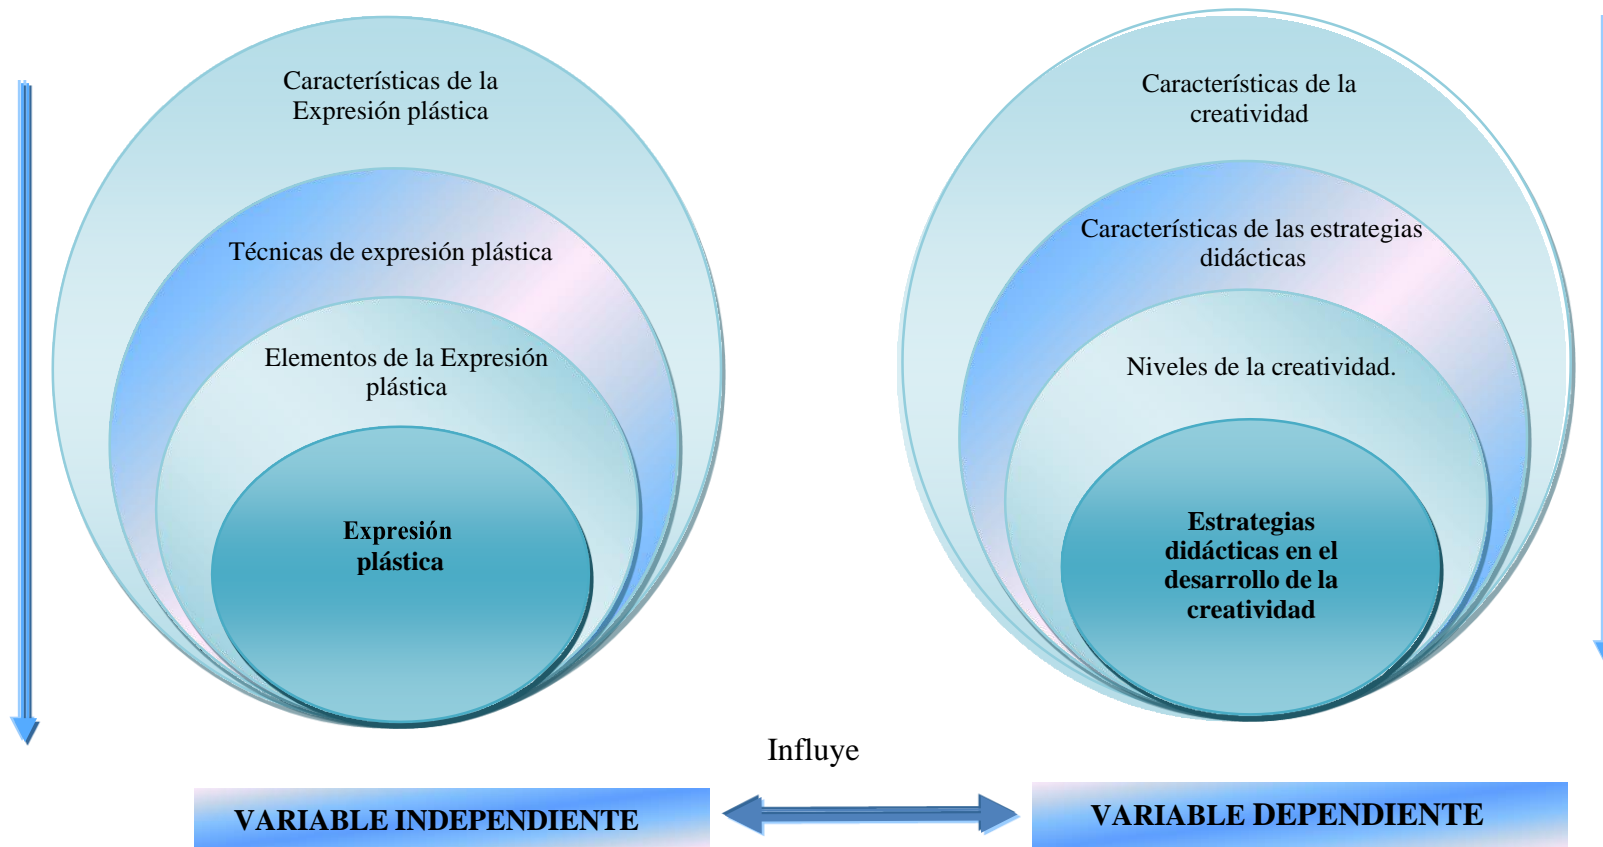 Características de la
Expresión plástica
Técnicas de expresión plástica
Elementos de la Expresión
plástica
Expresión
plástica
Características de la
creatividad
Características de las estrategias
didácticas
Niveles de la creatividad.
Estrategias
didácticas en el
desarrollo de la
creatividad
Influye
VARIABLE INDEPENDIENTE
VARIABLE DEPENDIENTE